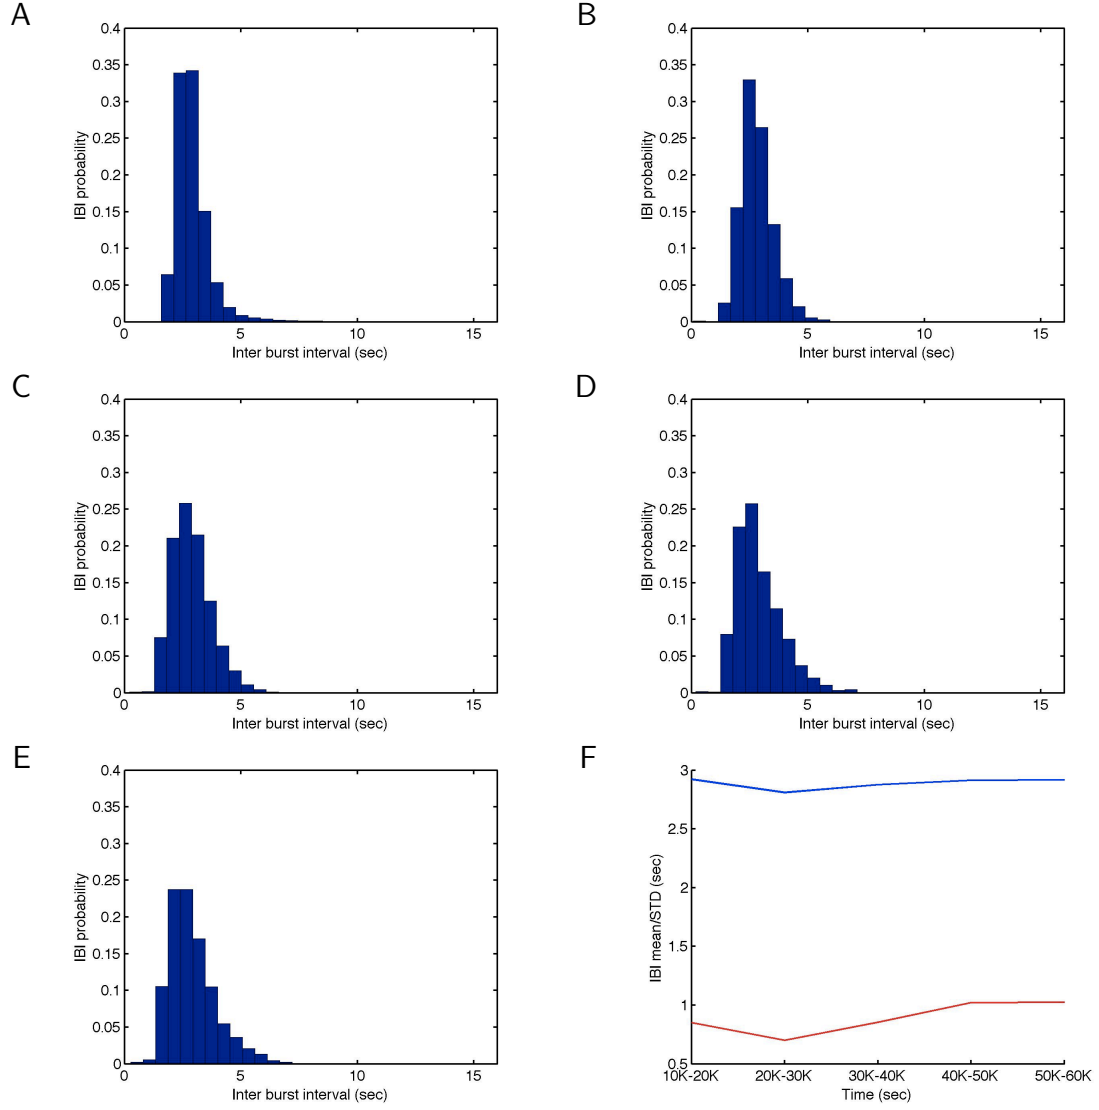 A
0.4
0.35
0.3
0.25
0.2
0.15
0.1
0.05
0
IBI probability
0 5 10 15
Inter burst interval (sec)
B
0.4
0.35
0.3
0.25
0.2
0.15
0.1
0.05
0
IBI probability
0 5 10 15
Inter burst interval (sec)
C
0.4
0.35
0.3
0.25
0.2
0.15
0.1
0.05
0
IBI probability
0 5 10 15
Inter burst interval (sec)
D
0.4
0.35
0.3
0.25
0.2
0.15
0.1
0.05
0
IBI probability
0 5 10 15
Inter burst interval (sec)
E
0.4
0.35
0.3
0.25
0.2
0.15
0.1
0.05
0
IBI probability
0 5 10 15
Inter burst interval (sec)
F
3
2.5
2
1.5
1
0.5
IBI mean/STD (sec)
10K-20K 20K-30K 30K-40K 40K-50K 50K-60K
Time (sec)